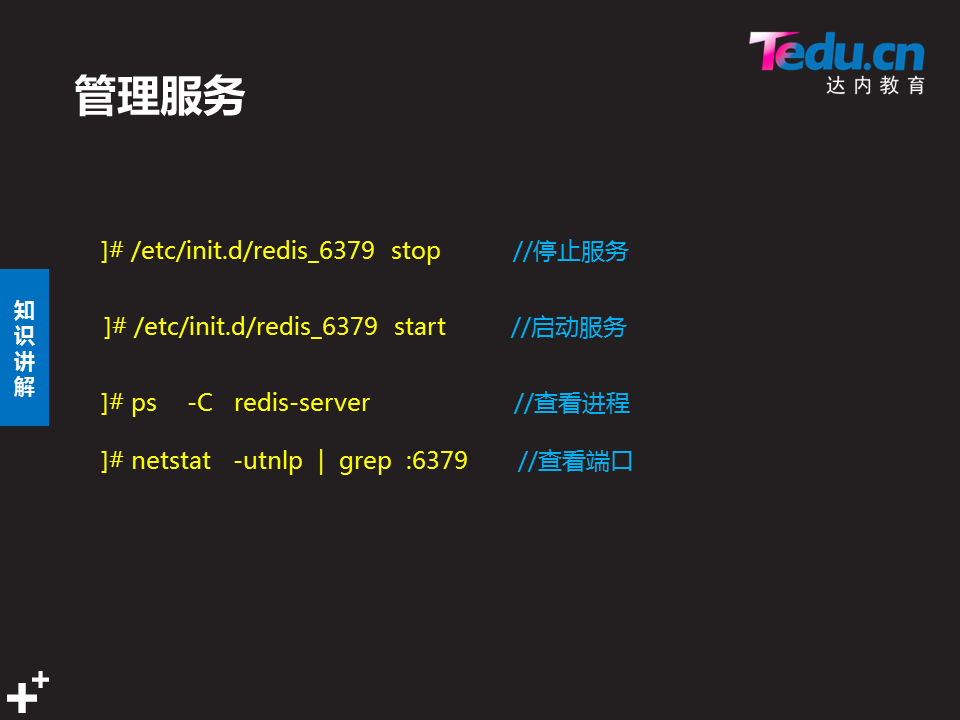 Tedu.cn
达内教育
管理服务
]# /etc/init.d/redis_6379 stop //停止服务
]# /etc/init.d/redis_6379 start //启动服务
知识讲解
]# ps -C redis-server //查看进程
]# netstat -utnlp | grep :6379 //查看端口